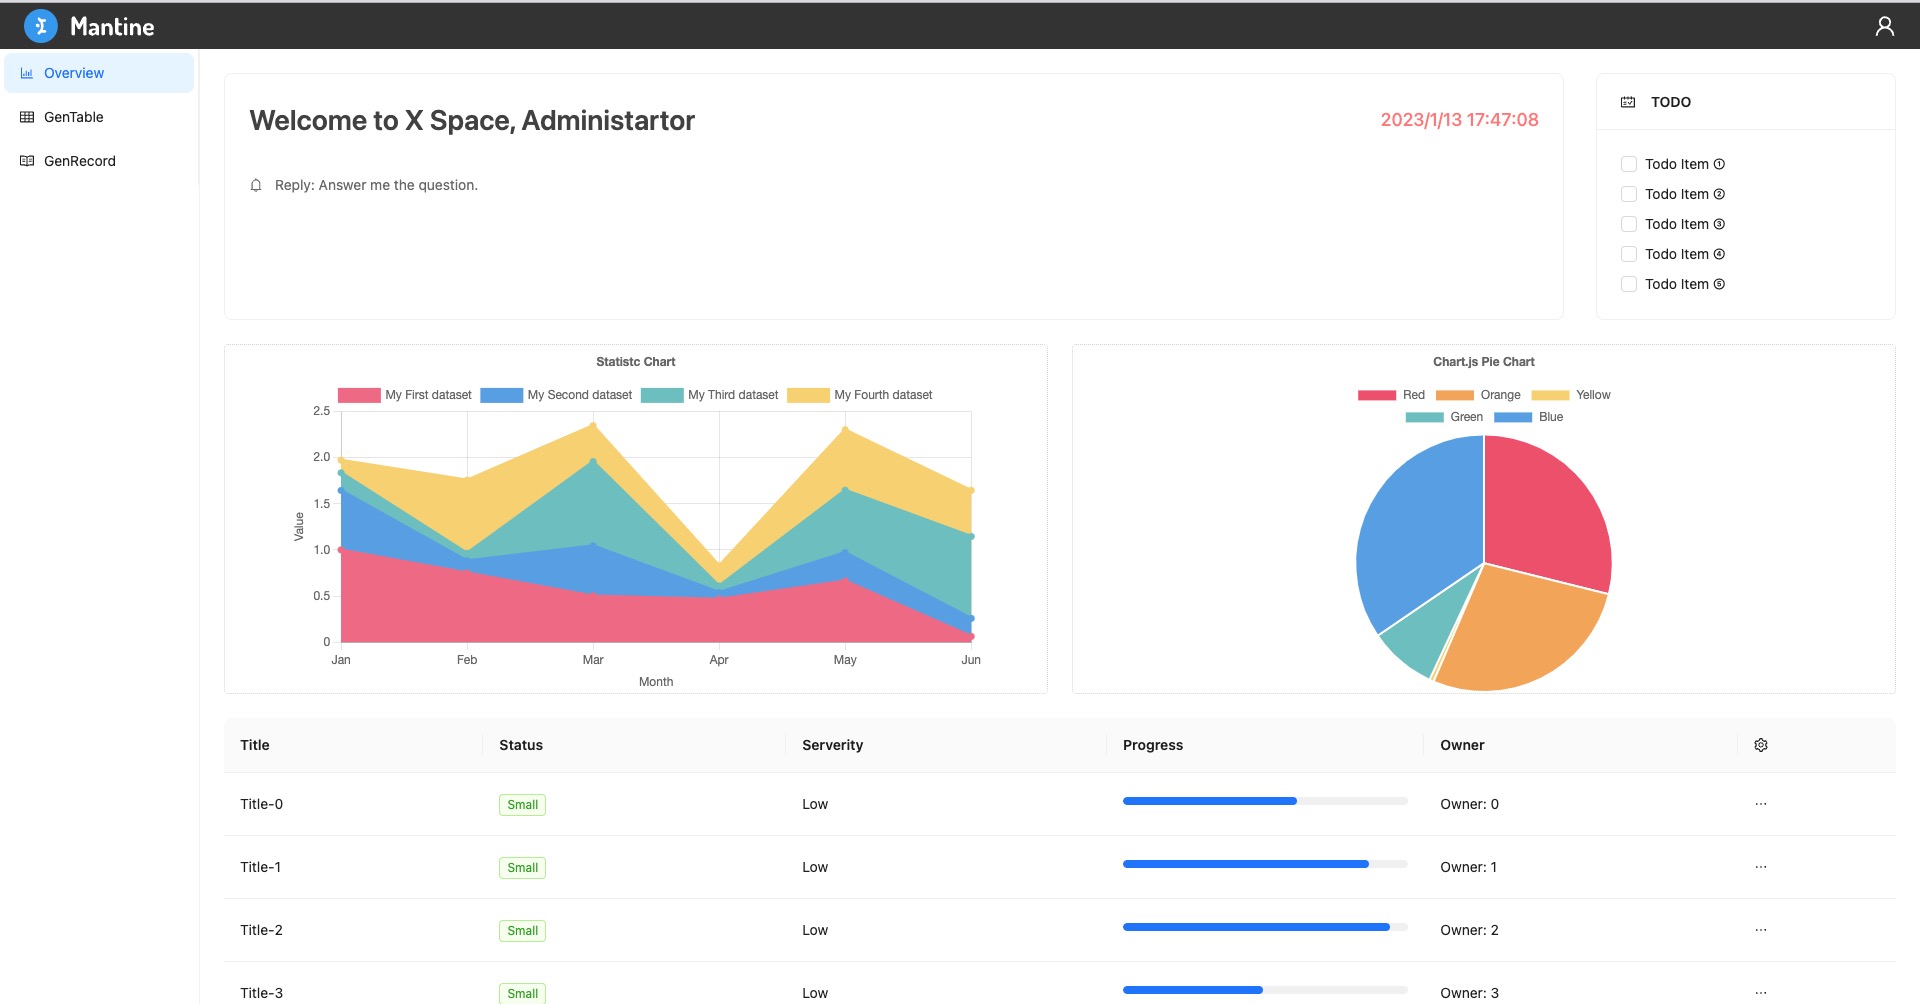 Mantine
Overview
GenTable
GenRecord
Welcome to X Space, Administartor
2023/1/13 17:47:08
Reply: Answer me the question.
TODO
Todo Item ①
Todo Item ②
Todo Item ③
Todo Item ④
Todo Item ⑤
Statistc Chart
My First dataset My Second dataset My Third dataset My Fourth dataset
2.5
2.0
1.5
1.0
0.5
0
Value
Jan Feb Mar Apr May Jun
Month
Chart.js Pie Chart
Red Orange Yellow
Green Blue
Title Status Serverity Progress Owner
Title-0 Small Low Owner: 0 ···
Title-1 Small Low Owner: 1 ···
Title-2 Small Low Owner: 2 ···
Title-3 Small Low Owner: 3 ···